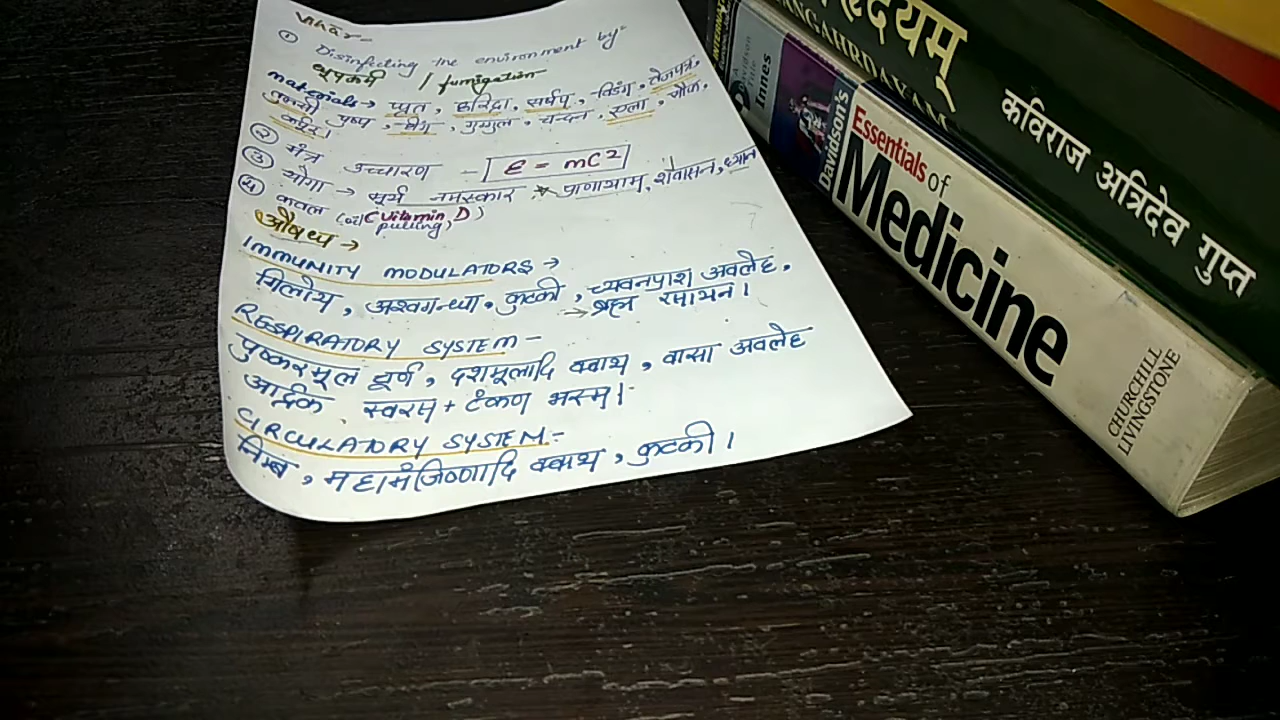 Vihar-
① Disinfecting the environment by-
धूपकर्म / fumigation
materials → घृत, हरिद्रा, सर्षप, हिंग, तेजपत्र,
तुलसी पुष्प, गुग्गुल, चन्दन, एला, लौंग,
कर्पूर।
② मंत्र उच्चारण - E = mc2
③ योगा → सूर्य नमस्कार * प्राणायाम, शवासन, ध्यान
④ कवल (oil pulling) C Vitamin D
औषध →
IMMUNITY MODULATORS →
गिलोय, अश्वगन्धा, कुटकी, च्यवनप्राश अवलेह,
→ ब्रह्म रसायन।
RESPIRATORY SYSTEM -
पुष्करमूल चूर्ण, दशमूलादि क्वाथ, वासा अवलेह
आर्द्रक स्वरस + टंकण भस्म।
CIRCULATORY SYSTEM:-
निम्ब, महामंजिष्ठादि क्वाथ, कुटकी।
हृदयम्
कविराज अत्रिदेव गुप्त
Innes
Davidson's
Essentials of
Medicine
CHURCHILL
LIVINGSTONE